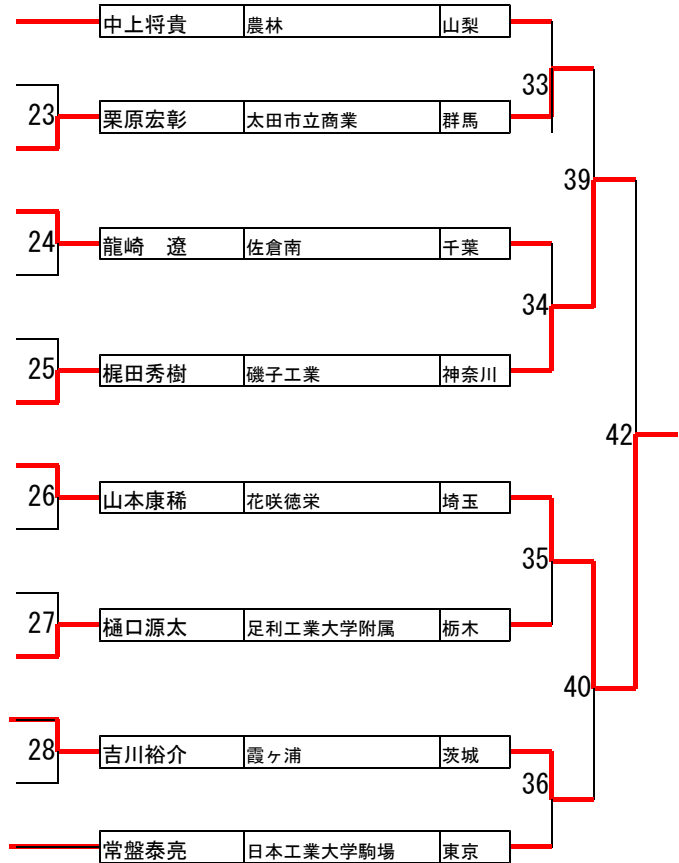 中上将貴 農林 山梨
33
23 栗原宏彰 太田市立商業 群馬
39
24 龍崎 遼 佐倉南 千葉
34
25 梶田秀樹 磯子工業 神奈川
42
26 山本康稀 花咲徳栄 埼玉
35
27 樋口源太 足利工業大学附属 栃木
40
28 吉川裕介 霞ヶ浦 茨城
36
常盤泰亮 日本工業大学駒場 東京